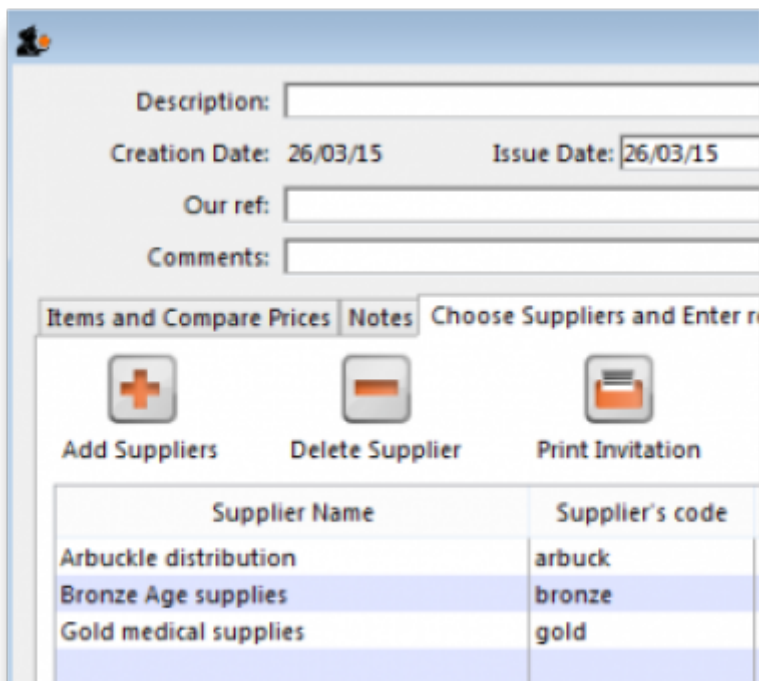 Description:
Creation Date: 26/03/15 Issue Date: 26/03/15
Our ref:
Comments:
Items and Compare Prices Notes Choose Suppliers and Enter
Add Suppliers Delete Supplier Print Invitation
Supplier Name Supplier's code
Arbuckle distribution arbuck
Bronze Age supplies bronze
Gold medical supplies gold